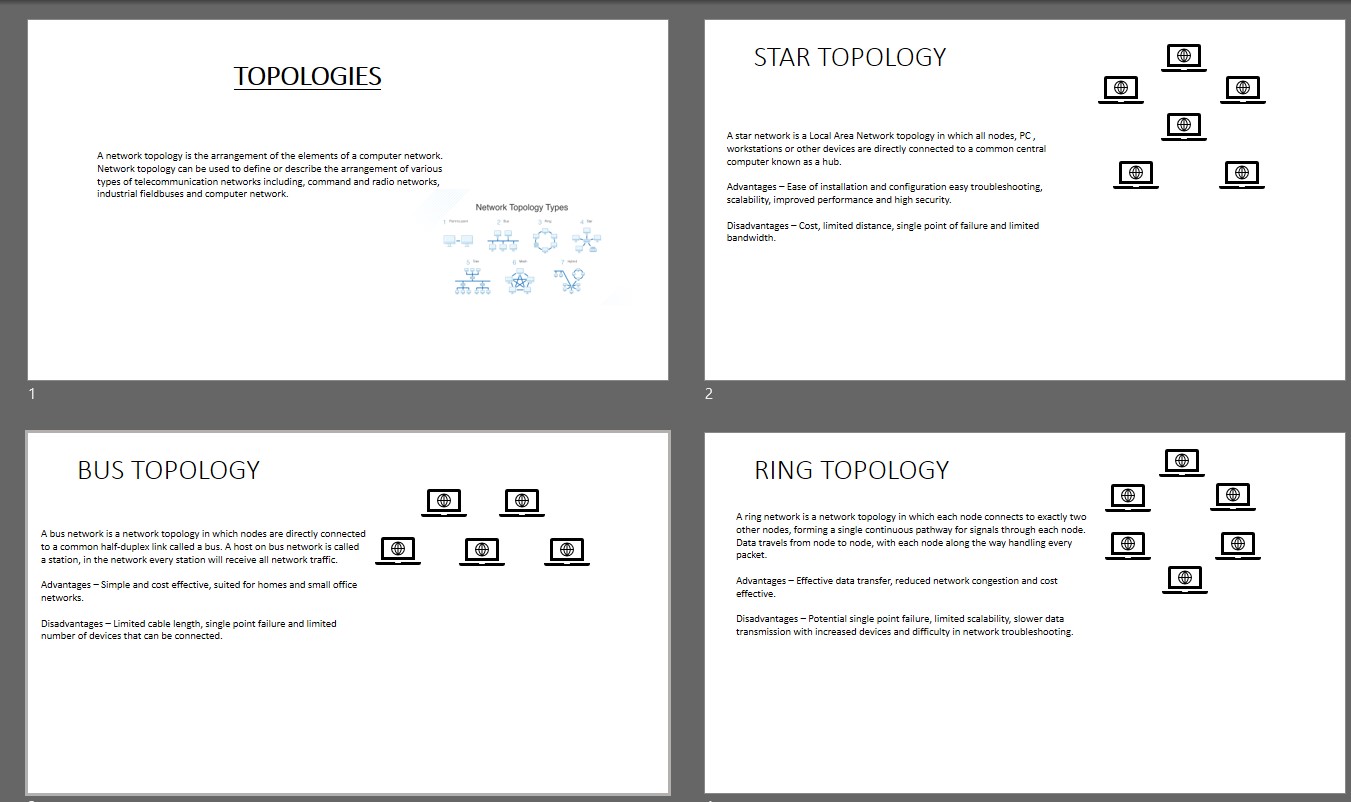 TOPOLOGIES
A network topology is the arrangement of the elements of a computer network.
Network topology can be used to define or describe the arrangement of various
types of telecommunication networks including, command and radio networks,
industrial fieldbuses and computer network.
Network Topology Types
1
2 Bus
3 Ring
4 Star
5 Tree
6 Mesh
7 Hybrid
1
STAR TOPOLOGY
A star network is a Local Area Network topology in which all nodes, PC ,
workstations or other devices are directly connected to a common central
computer known as a hub.
Advantages – Ease of installation and configuration easy troubleshooting,
scalability, improved performance and high security.
Disadvantages – Cost, limited distance, single point of failure and limited
bandwidth.
2
BUS TOPOLOGY
A bus network is a network topology in which nodes are directly connected
to a common half-duplex link called a bus. A host on bus network is called
a station, in the network every station will receive all network traffic.
Advantages – Simple and cost effective, suited for homes and small office
networks.
Disadvantages – Limited cable length, single point failure and limited
number of devices that can be connected.
RING TOPOLOGY
A ring network is a network topology in which each node connects to exactly two
other nodes, forming a single continuous pathway for signals through each node.
Data travels from node to node, with each node along the way handling every
packet.
Advantages – Effective data transfer, reduced network congestion and cost
effective.
Disadvantages – Potential single point failure, limited scalability, slower data
transmission with increased devices and difficulty in network troubleshooting.